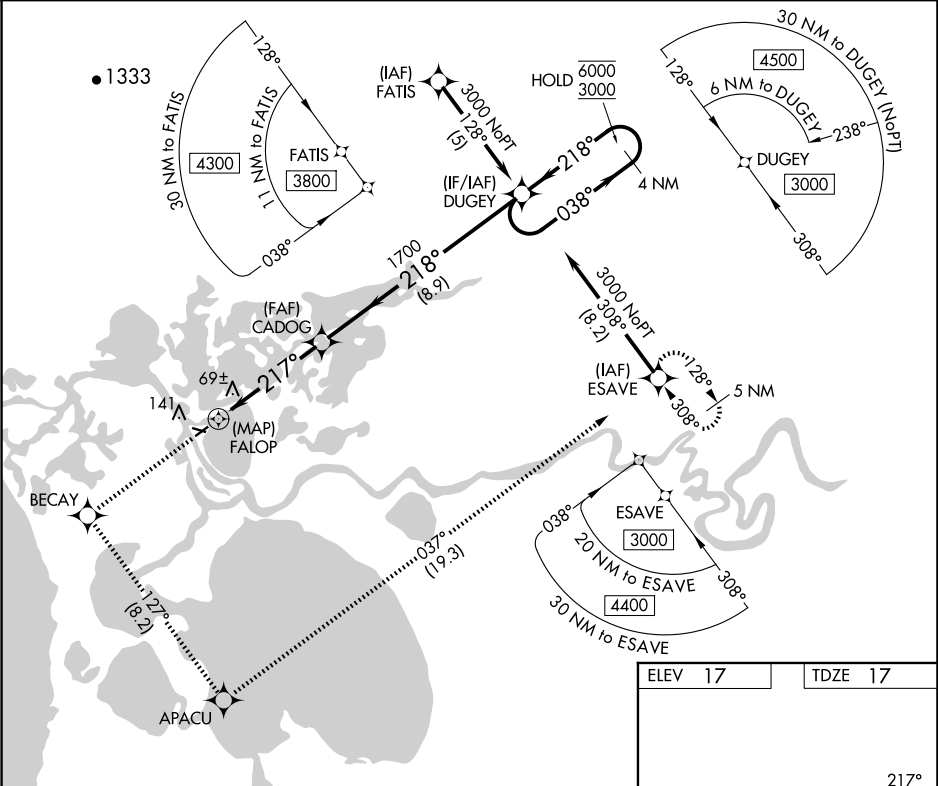 1333
30 NM to FATIS
4300
11 NM to FATIS
3800
128°
FATIS
038°
(IAF)
FATIS
3000 NoPT
128°
(5)
HOLD 6000
3000
218°
038°
4 NM
(IF/IAF)
DUGEY
30 NM to DUGEY (NoPT)
4500
6 NM to DUGEY
128°
238°
DUGEY
3000
308°
1700
218°
(8.9)
(FAF)
CADOG
217°
69±
141
(MAP)
FALOP
3000 NoPT
308°
(8.2)
(IAF)
ESAVE
128°
308°
5 NM
BECAY
127°
(8.2)
APACU
037°
(19.3)
038°
ESAVE
3000
20 NM to ESAVE
308°
4400
30 NM to ESAVE
ELEV 17
TDZE 17
217°